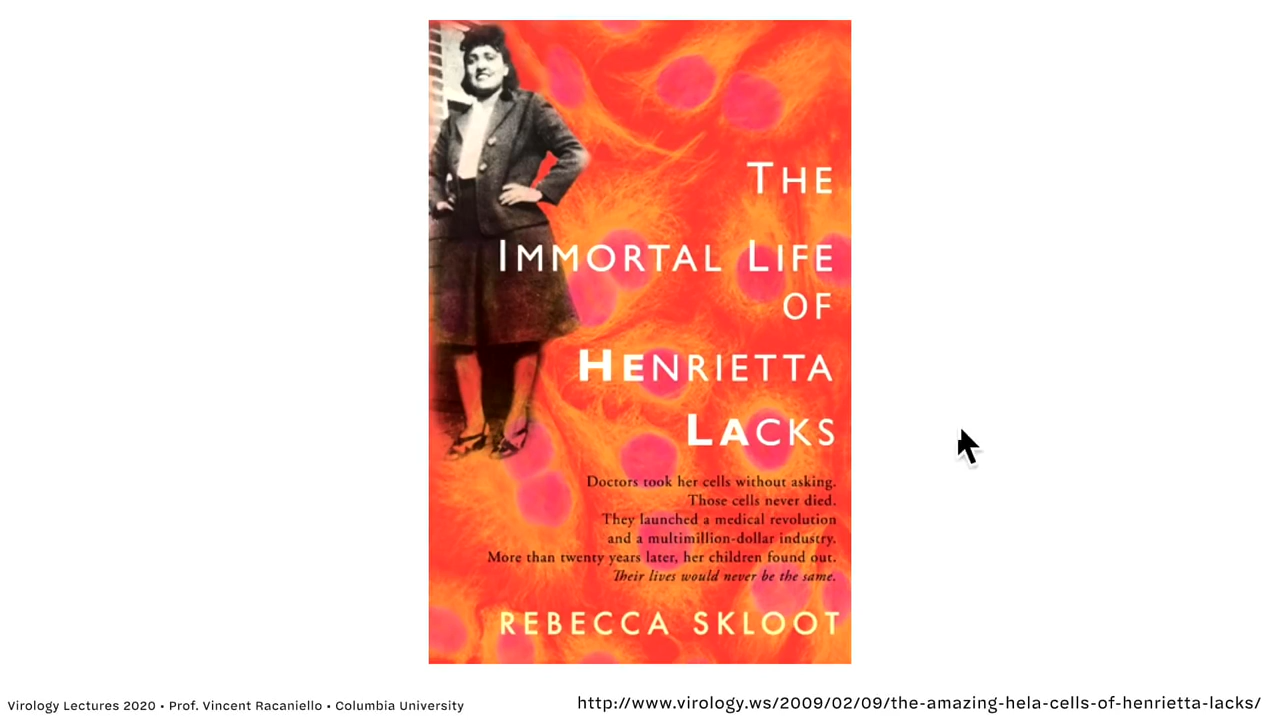 THE
IMMORTAL LIFE
OF
HENRIETTA
LACKS
Doctors took her cells without asking.
Those cells never died.
They launched a medical revolution
and a multimillion-dollar industry.
More than twenty years later, her children found out.
Their lives would never be the same.
REBECCA SKLOOT
Virology Lectures 2020 • Prof. Vincent Racaniello • Columbia University
http://www.virology.ws/2009/02/09/the-amazing-hela-cells-of-henrietta-lacks/